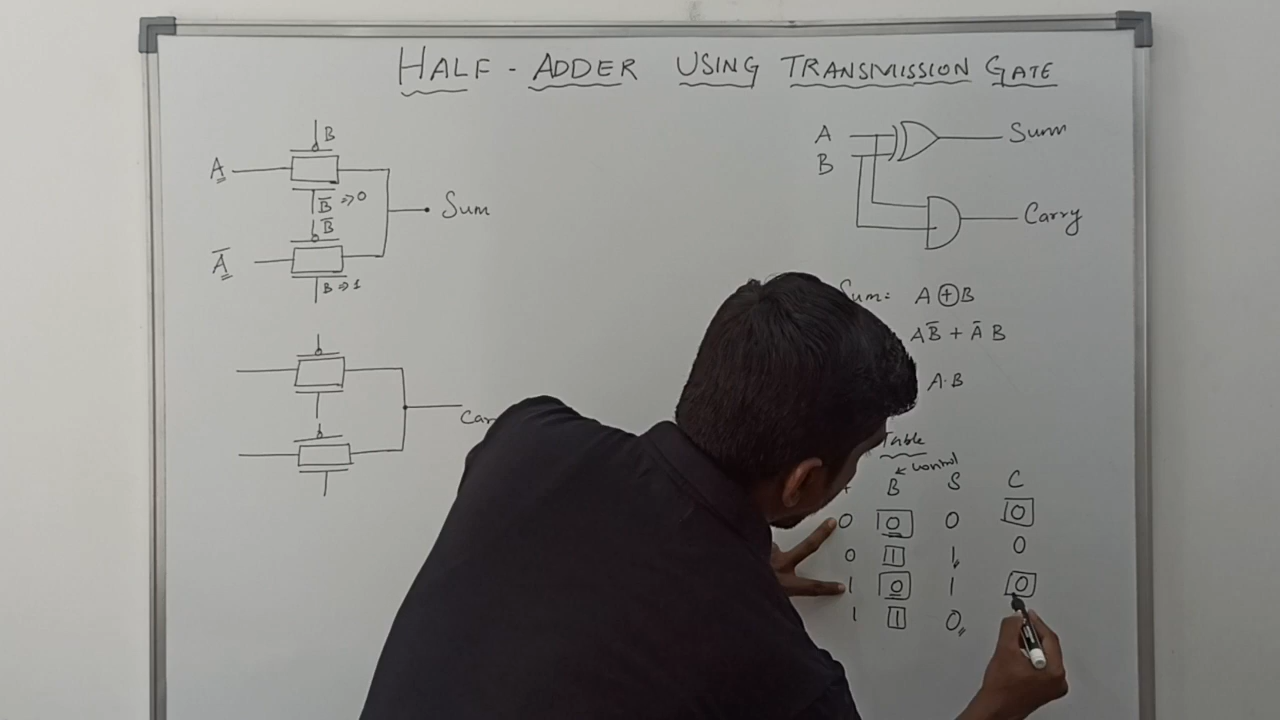 HALF - ADDER USING TRANSMISSION GATE
B
A
B̅ ⇒ 0
B̅
Sum
A̅
B ⇒ 1
A
B
Sum
Carry
Sum = A ⊕ B
AB̅ + A̅B
A·B
Table
← Control
B S C
0 0 0 0
0 1 1 0
1 0 1 0
1 1 0